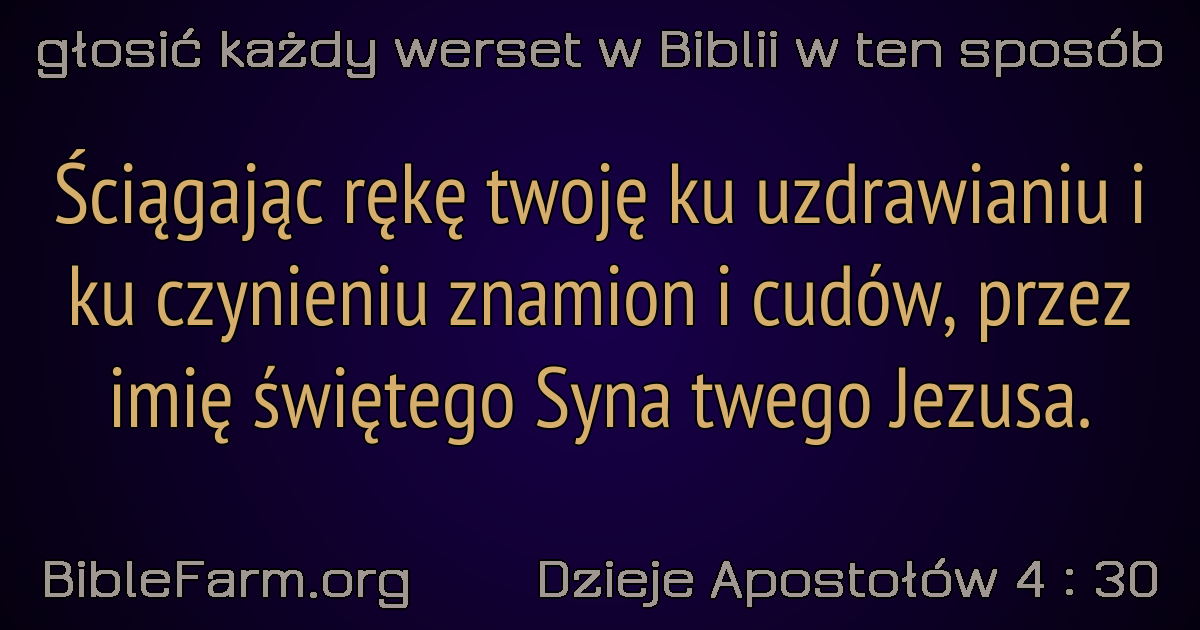 głosić każdy werset w Biblii w ten sposób
Ściągając rękę twoję ku uzdrawianiu i
ku czynieniu znamion i cudów, przez
imię świętego Syna twego Jezusa.
BibleFarm.org
Dzieje Apostołów 4 : 30